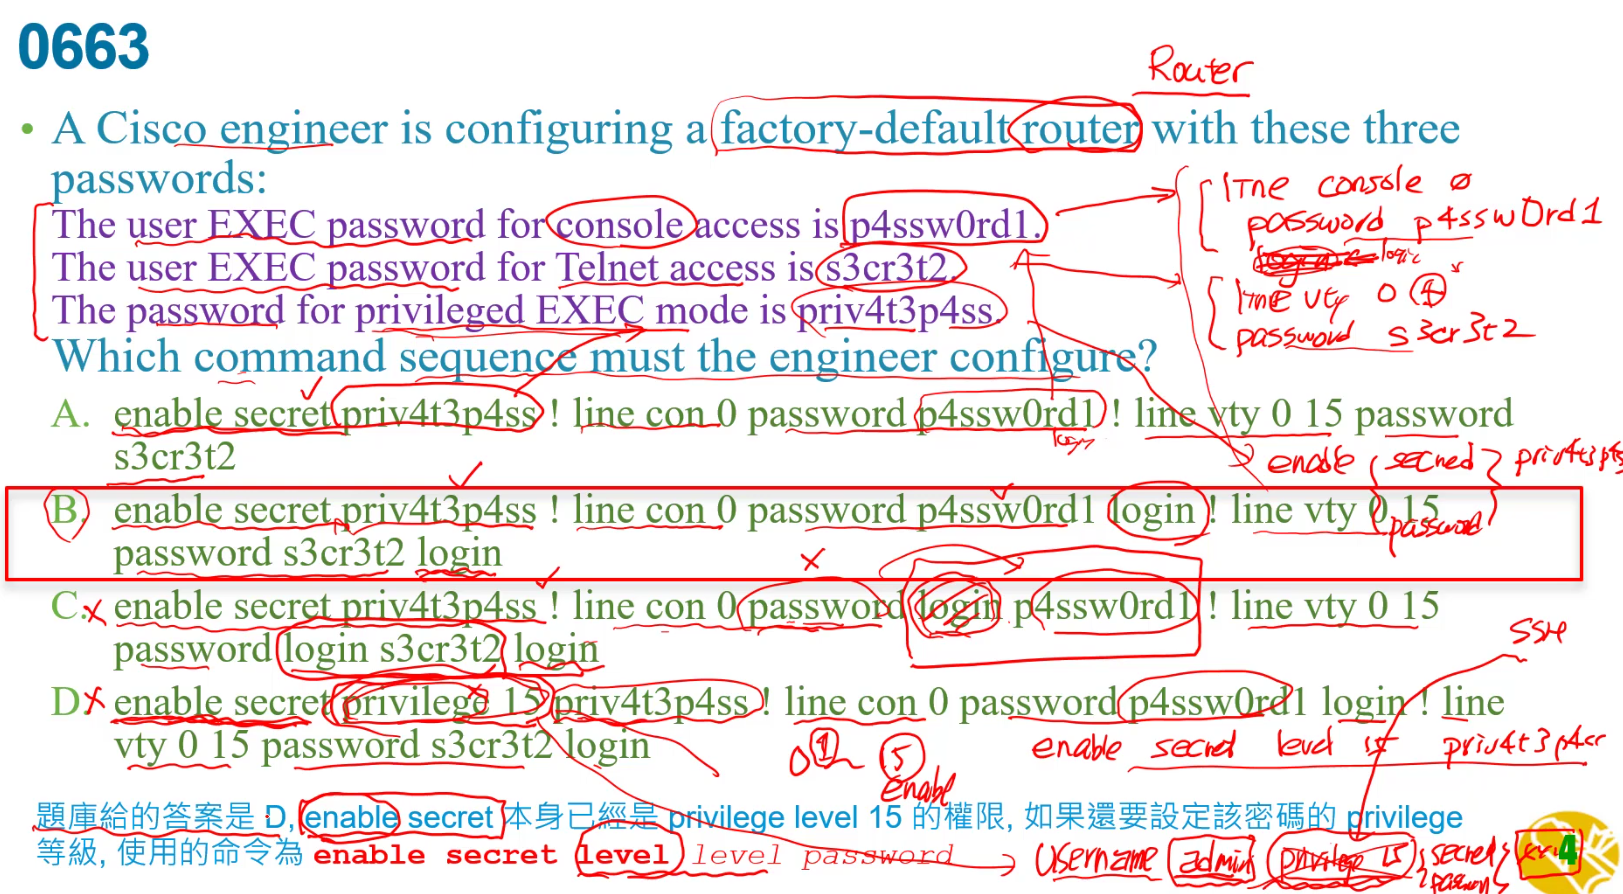 0663
Router
• A Cisco engineer is configuring a factory-default router with these three
passwords:
The user EXEC password for console access is p4ssw0rd1.
The user EXEC password for Telnet access is s3cr3t2.
The password for privileged EXEC mode is priv4t3p4ss.
Which command sequence must the engineer configure?
line console 0
password p4ssw0rd1
login
line vty 0 4
password s3cr3t2
A. enable secret priv4t3p4ss ! line con 0 password p4ssw0rd1 ! line vty 0 15 password
s3cr3t2
login
enable secred priv4t3p4s
password
B. enable secret priv4t3p4ss ! line con 0 password p4ssw0rd1 login ! line vty 0 15
password s3cr3t2 login
C. enable secret priv4t3p4ss ! line con 0 password login p4ssw0rd1 ! line vty 0 15
password login s3cr3t2 login
SSH
D. enable secret privilege 15 priv4t3p4ss ! line con 0 password p4ssw0rd1 login ! line
vty 0 15 password s3cr3t2 login
0 1 15
enable
enable secret level 15 priv4t3p4ss
題庫給的答案是 D, enable secret 本身已經是 privilege level 15 的權限, 如果還要設定該密碼的 privilege
等級, 使用的命令為 enable secret level level password
username admin privilege 15 secred
password
4